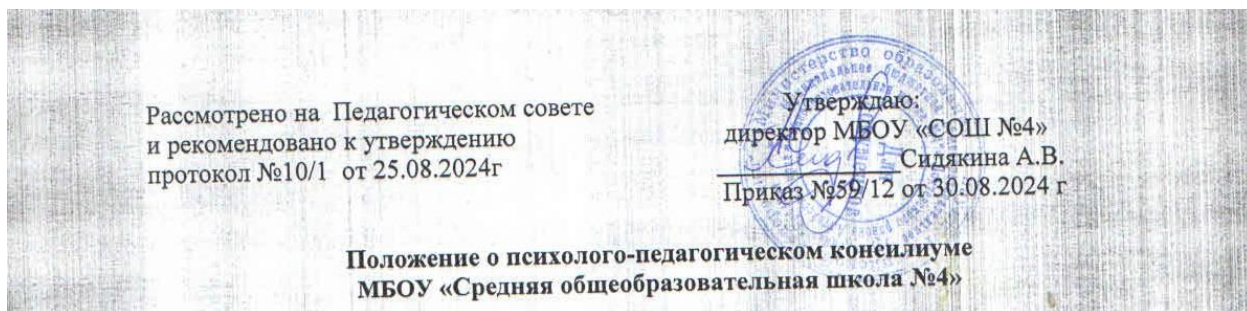 Рассмотрено на Педагогическом совете
и рекомендовано к утверждению
протокол №10/1 от 25.08.2024г
Утверждаю:
директор МБОУ «СОШ №4»
Сидякина А.В.
Приказ №59/12 от 30.08.2024 г
Положение о психолого-педагогическом консилиуме
МБОУ «Средняя общеобразовательная школа №4»